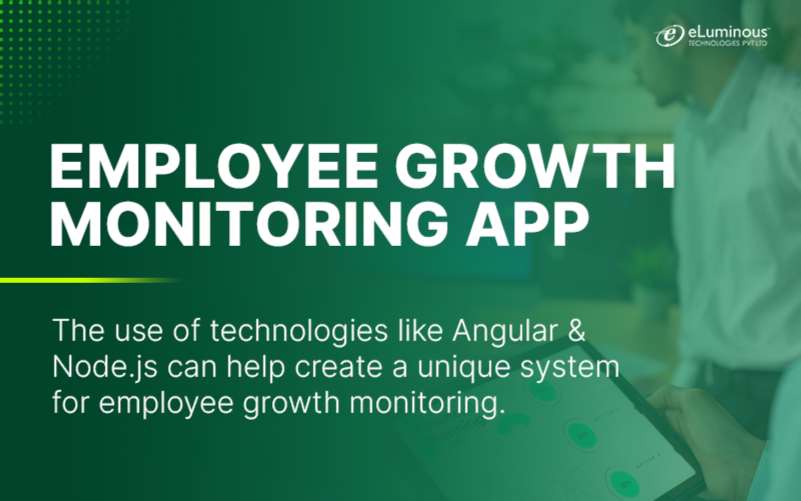 eLuminous
TECHNOLOGIES PVT LTD
EMPLOYEE GROWTH
MONITORING APP
The use of technologies like Angular &
Node.js can help create a unique system
for employee growth monitoring.